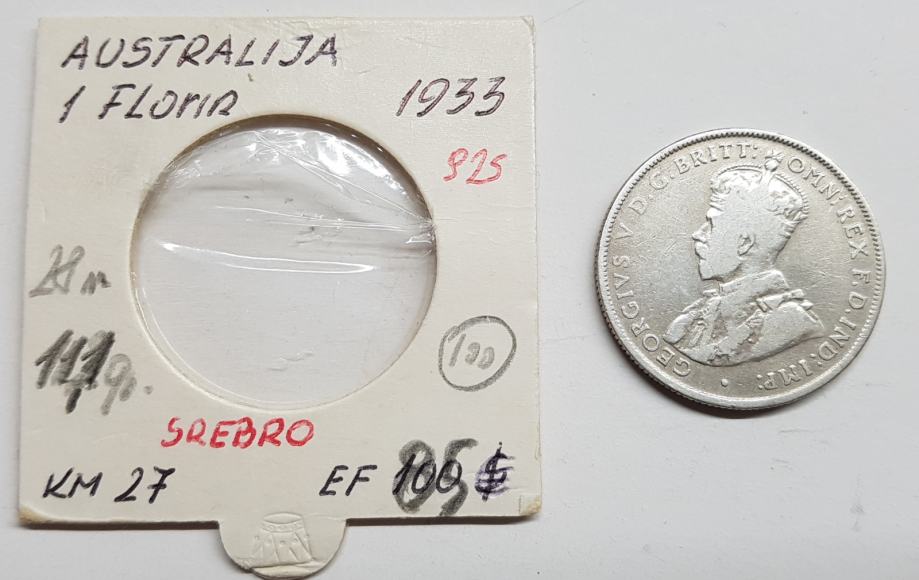 AUSTRALIJA
1 FLORIN 1933
925
28 m
11,1 g.
100
SREBRO
KM 27 EF 100 $
GEORGIVS V D.G.BRITT: OMN:REX F.D.IND:IMP: